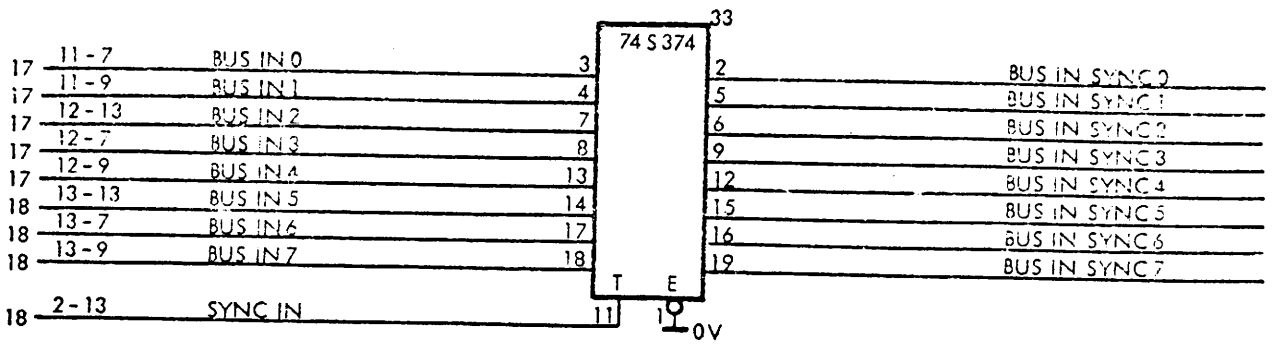 33
74 S 374
17 11-7 BUS IN 0 3
17 11-9 BUS IN 1 4
17 12-13 BUS IN 2 7
17 12-7 BUS IN 3 8
17 12-9 BUS IN 4 13
18 13-13 BUS IN 5 14
18 13-7 BUS IN 6 17
18 13-9 BUS IN 7 18
2 BUS IN SYNC 0
5 BUS IN SYNC 1
6 BUS IN SYNC 2
9 BUS IN SYNC 3
12 BUS IN SYNC 4
15 BUS IN SYNC 5
16 BUS IN SYNC 6
19 BUS IN SYNC 7
T E
18 2-13 SYNC IN 11 1
0V